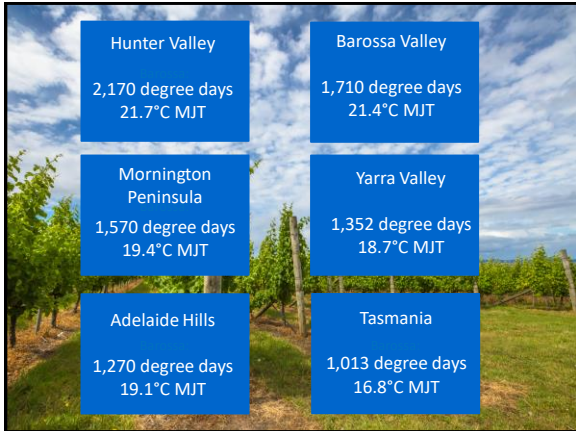 Hunter Valley
2,170 degree days
21.7°C MJT
Barossa Valley
1,710 degree days
21.4°C MJT
Mornington
Peninsula
1,570 degree days
19.4°C MJT
Yarra Valley
1,352 degree days
18.7°C MJT
Adelaide Hills
1,270 degree days
19.1°C MJT
Tasmania
1,013 degree days
16.8°C MJT